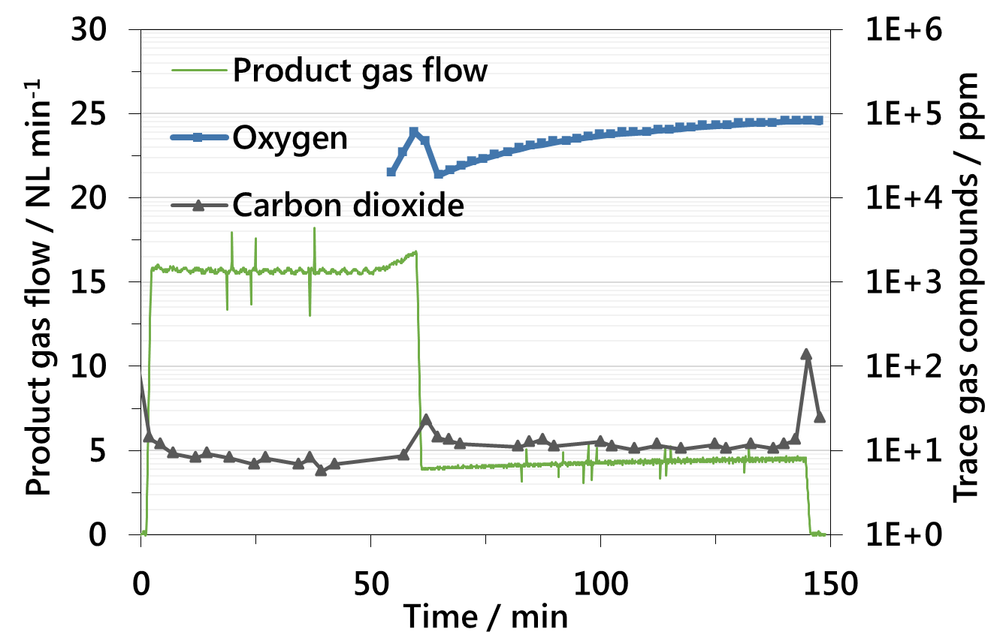 Product gas flow / NL min⁻¹
30
25
20
15
10
5
0
Product gas flow
Oxygen
Carbon dioxide
1E+6
1E+5
1E+4
1E+3
1E+2
1E+1
1E+0
Trace gas compounds / ppm
0 50 100 150
Time / min